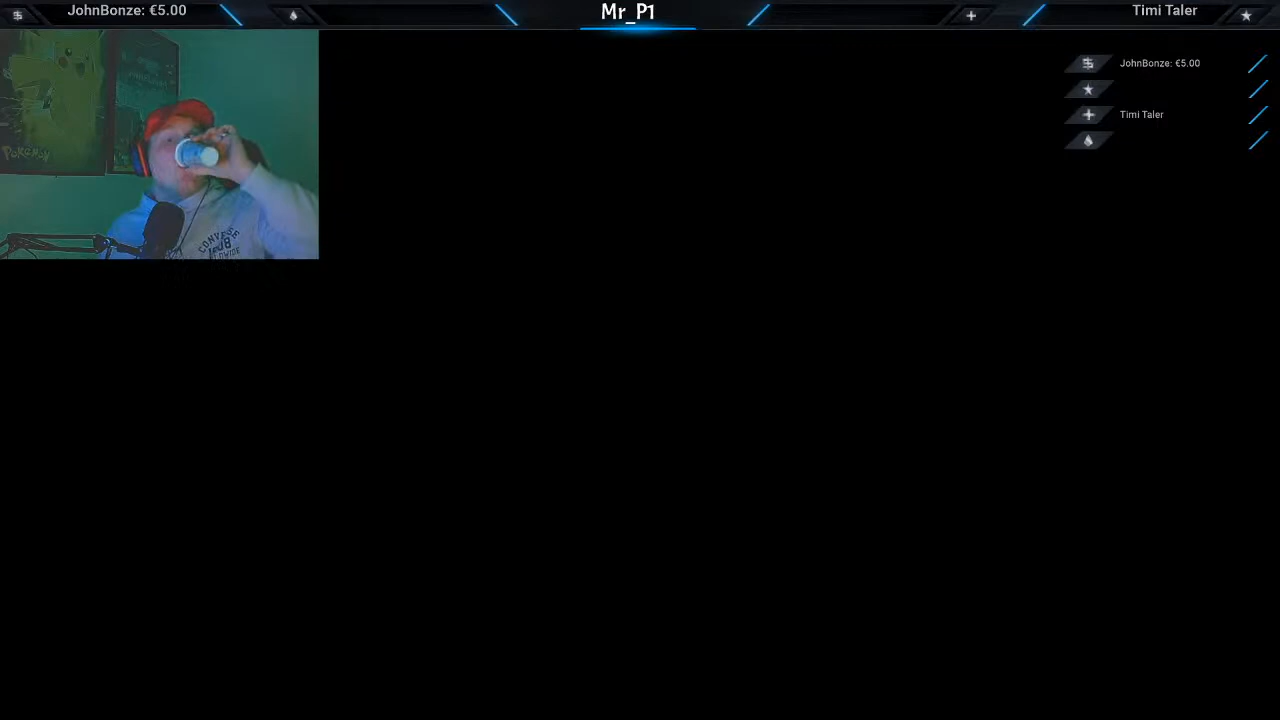 JohnBonze: €5.00
Mr_P1
Timi Taler
JohnBonze: €5.00
Timi Taler
POKéMON
CONVERSE